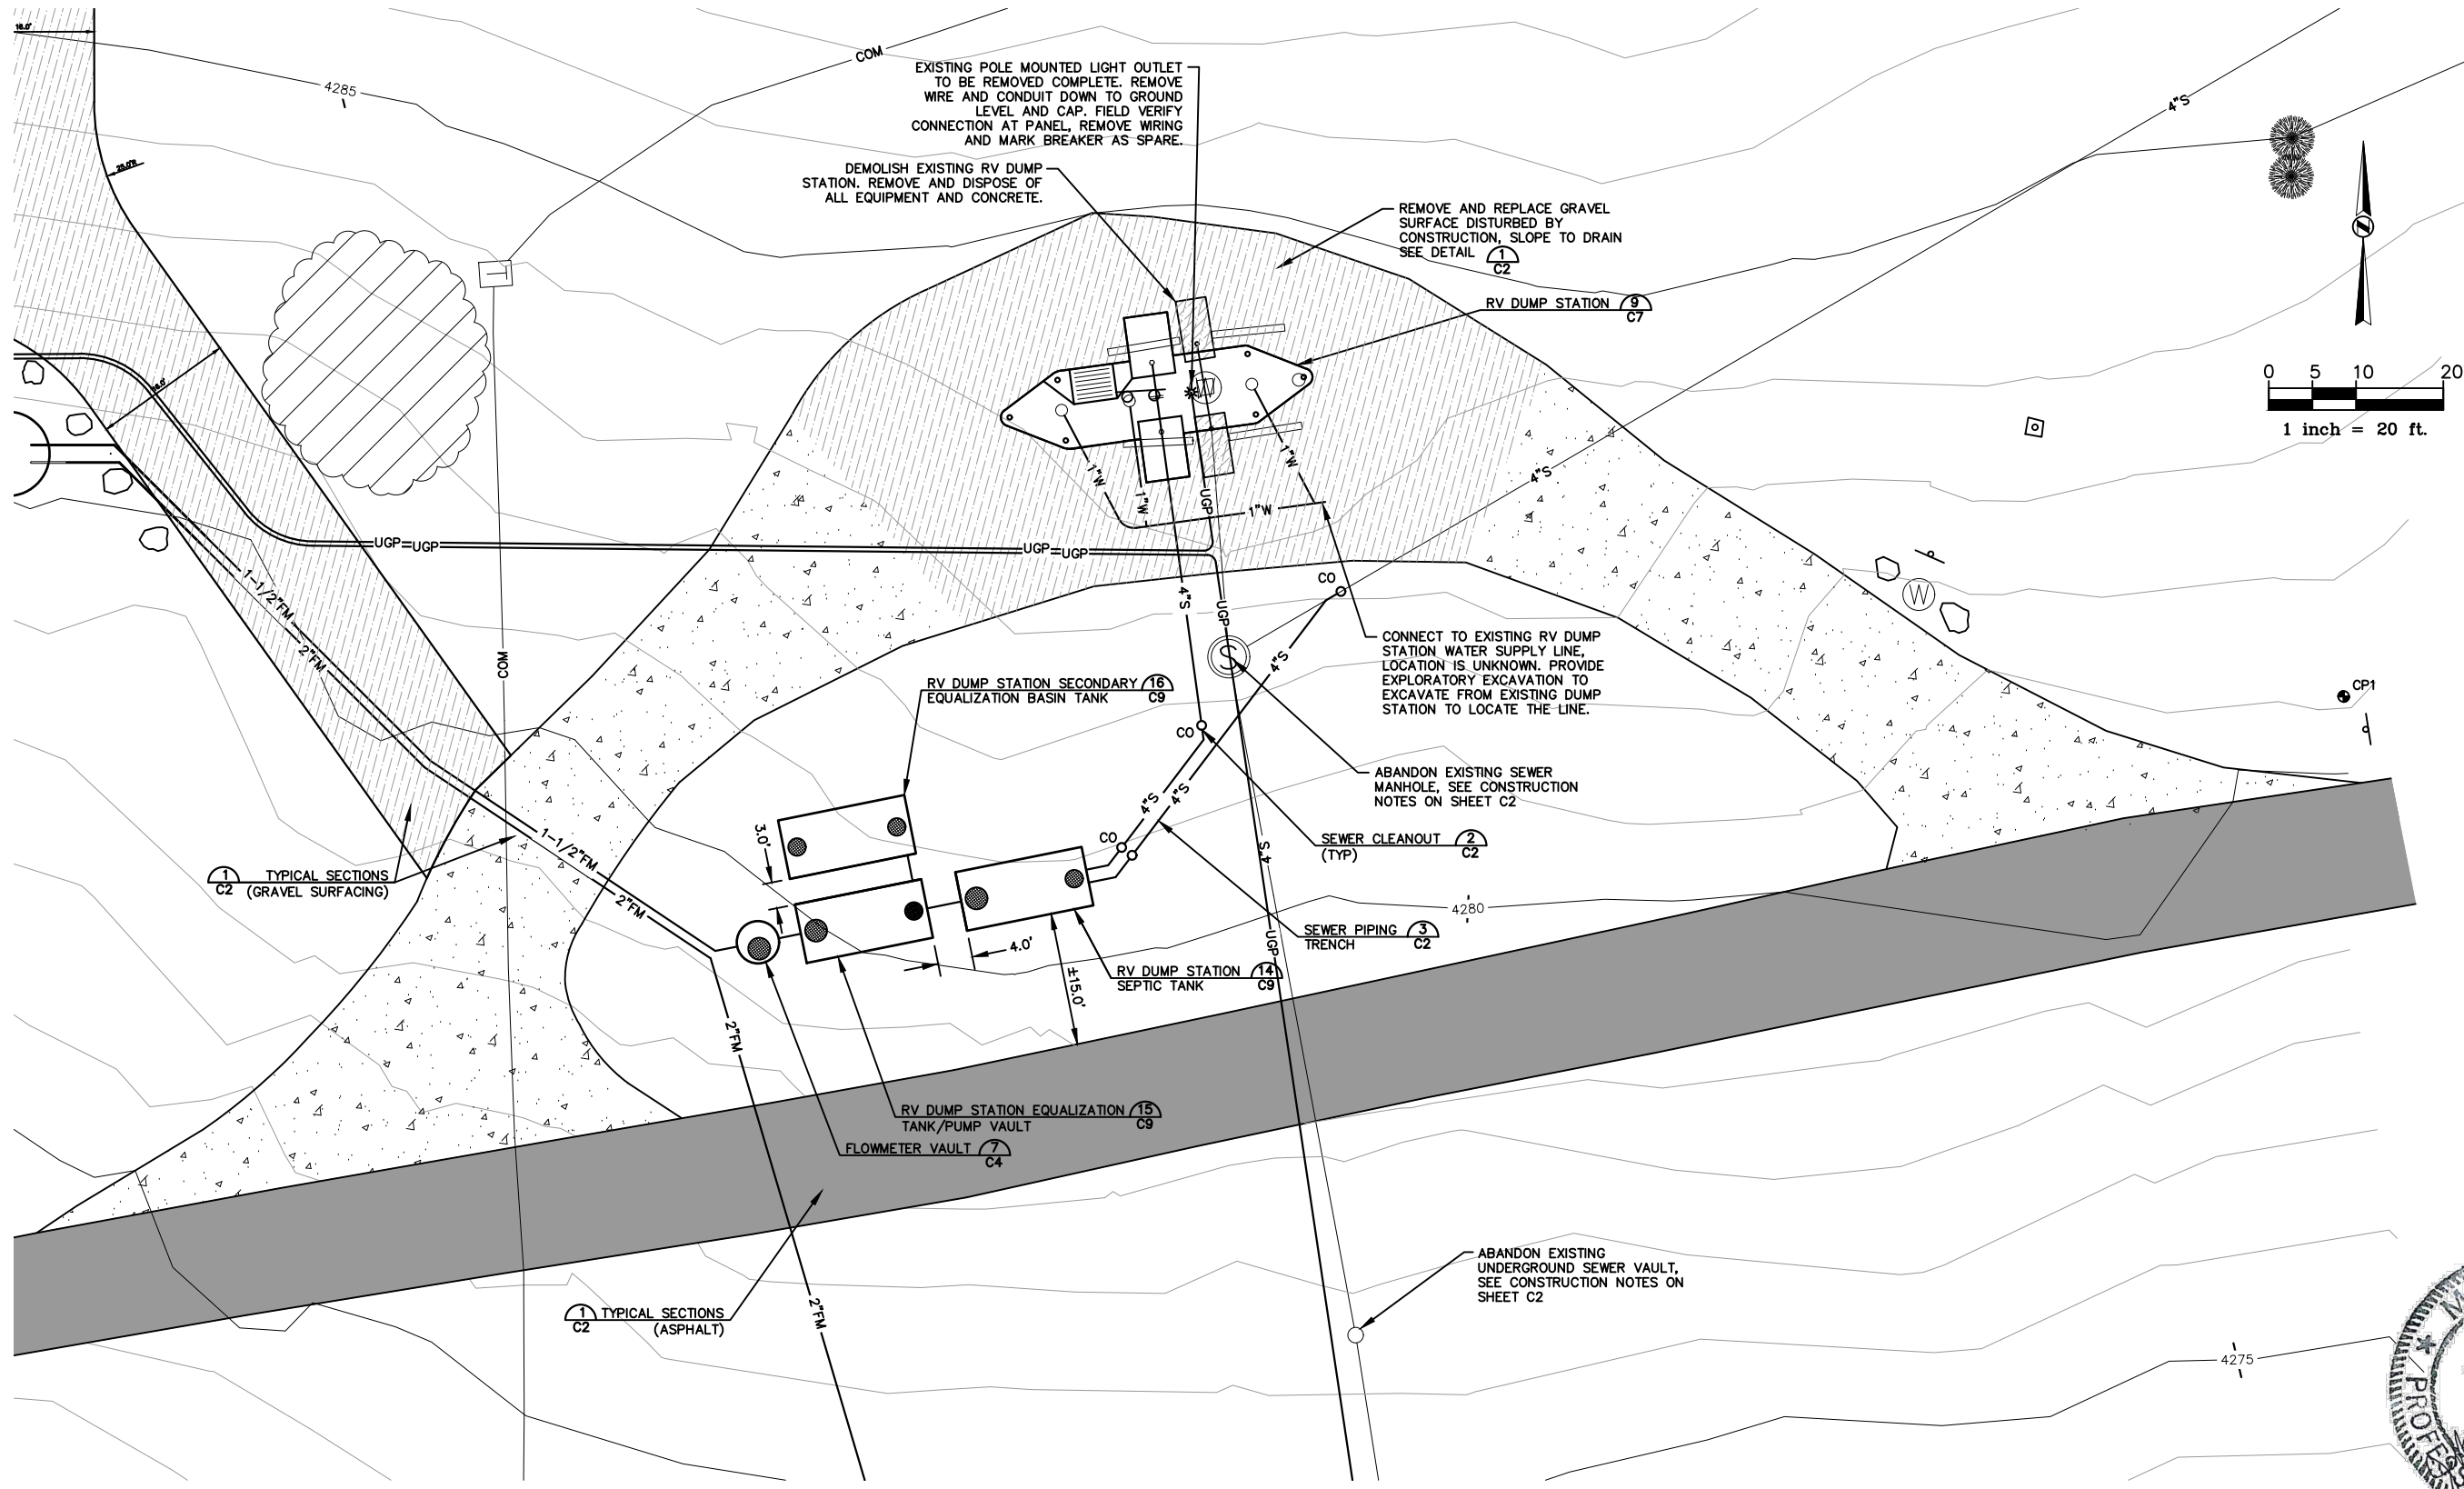 16.0'
COM
4285
25.0'R
EXISTING POLE MOUNTED LIGHT OUTLET
TO BE REMOVED COMPLETE. REMOVE
WIRE AND CONDUIT DOWN TO GROUND
LEVEL AND CAP. FIELD VERIFY
CONNECTION AT PANEL, REMOVE WIRING
AND MARK BREAKER AS SPARE.
DEMOLISH EXISTING RV DUMP
STATION. REMOVE AND DISPOSE OF
ALL EQUIPMENT AND CONCRETE.
4"S
REMOVE AND REPLACE GRAVEL
SURFACE DISTURBED BY
CONSTRUCTION, SLOPE TO DRAIN
SEE DETAIL 1
C2
RV DUMP STATION 9
C7
0 5 10 20
1 inch = 20 ft.
W
1"W
1"W
1"W
1"W
UGP
4"S
UGP UGP
UGP UGP
4"S
UGP
CO
1-1/2"FM
2"FM
COM
S
4"S
W
CONNECT TO EXISTING RV DUMP
STATION WATER SUPPLY LINE,
LOCATION IS UNKNOWN. PROVIDE
EXPLORATORY EXCAVATION TO
EXCAVATE FROM EXISTING DUMP
STATION TO LOCATE THE LINE.
RV DUMP STATION SECONDARY 16
EQUALIZATION BASIN TANK C9
CP1
CO
ABANDON EXISTING SEWER
MANHOLE, SEE CONSTRUCTION
NOTES ON SHEET C2
4"S
4"S
3.0'
CO
SEWER CLEANOUT 2
(TYP) C2
4"S
1 TYPICAL SECTIONS
C2 (GRAVEL SURFACING)
1-1/2"FM
2"FM
4280
SEWER PIPING 3
TRENCH C2
UGP
4.0'
RV DUMP STATION 14
SEPTIC TANK C9
±15.0'
2"FM
RV DUMP STATION EQUALIZATION 15
TANK/PUMP VAULT C9
FLOWMETER VAULT 7
C4
ABANDON EXISTING
UNDERGROUND SEWER VAULT,
SEE CONSTRUCTION NOTES ON
SHEET C2
1 TYPICAL SECTIONS
C2 (ASPHALT)
2"FM
4275